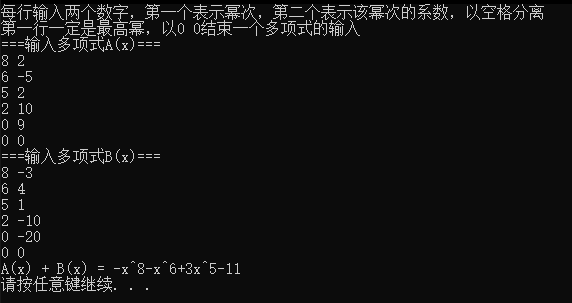 每行输入两个数字，第一个表示幂次，第二个表示该幂次的系数，以空格分离
第一行一定是最高幂，以0 0结束一个多项式的输入
===输入多项式A(x)===
8 2
6 -5
5 2
2 10
0 9
0 0
===输入多项式B(x)===
8 -3
6 4
5 1
2 -10
0 -20
0 0
A(x) + B(x) = -x^8-x^6+3x^5-11
请按任意键继续. . .